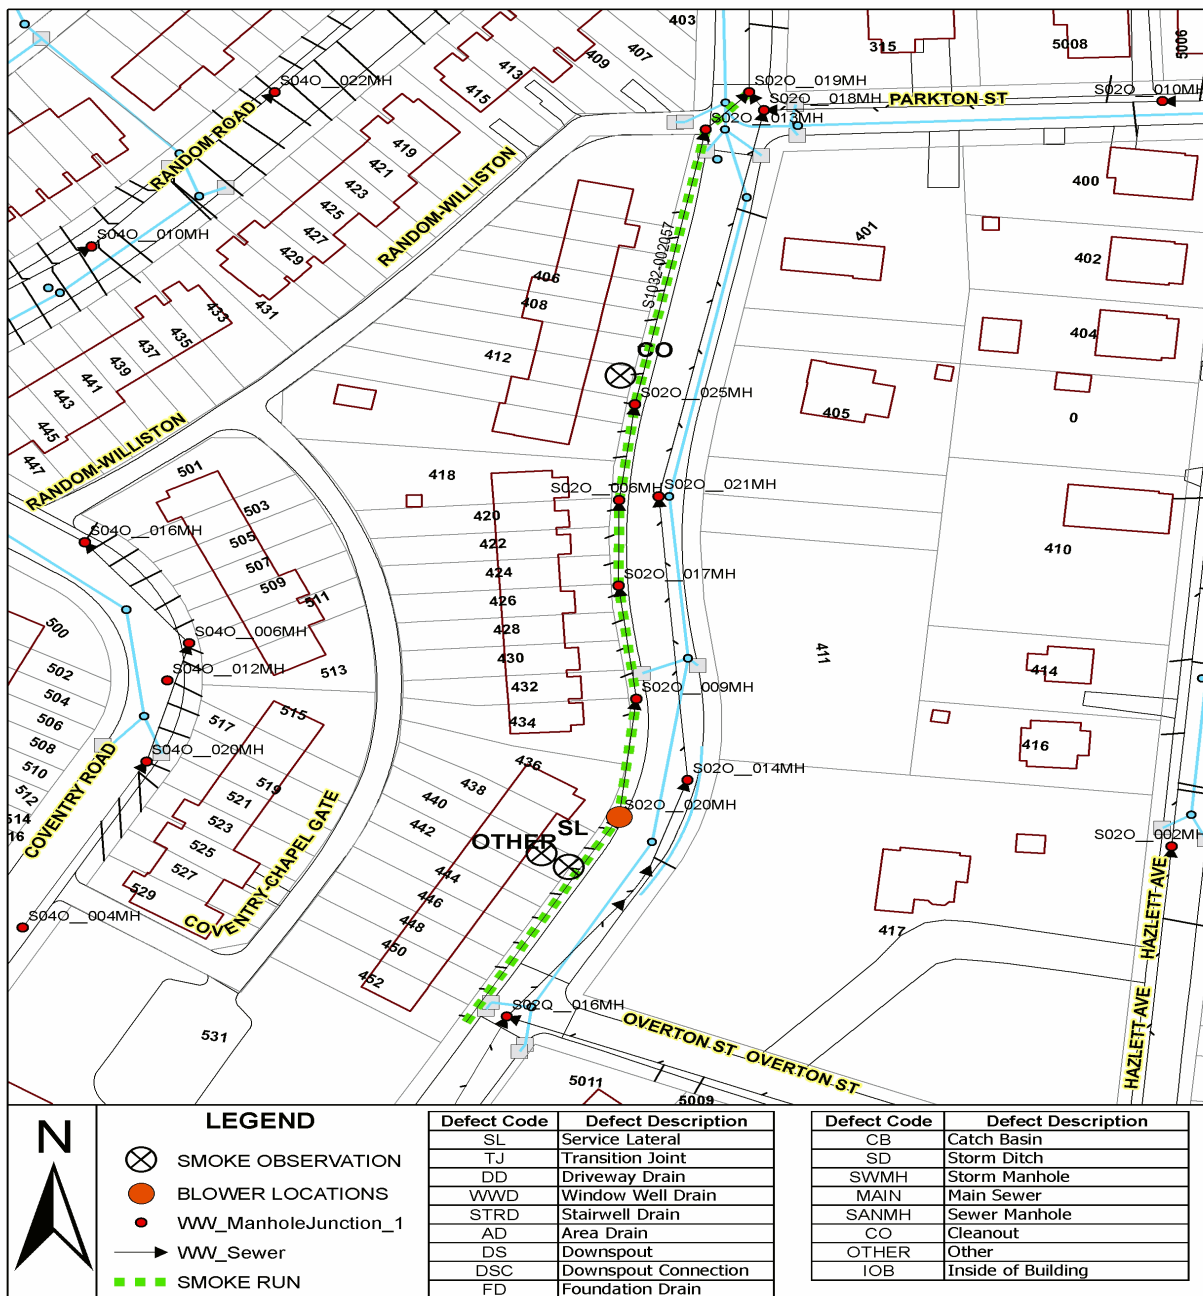 403
315
5008
5006
407
409
413
415
S04O__022MH
S02O__019MH
S02O__018MH
PARKTON ST
S02O__010MH
S02O__013MH
RANDOM ROAD
419
421
423
425
427
429
431
RANDOM-WILLISTON
400
401
402
404
S04O__010MH
S1032-002057
406
408
412
433
435
437
439
441
443
445
447
CO
S02O__025MH
405
0
RANDOM-WILLISTON
501
503
505
507
509
511
513
418
S02O__006MH
S02O__021MH
420
422
424
426
428
430
432
434
410
S04O__016MH
S02O__017MH
500
502
504
506
508
510
512
514
16
S04O__006MH
S04O__012MH
411
414
416
S02O__009MH
515
517
519
521
523
525
527
529
S04O__020MH
COVENTRY ROAD
COVENTRY-CHAPEL GATE
436
438
440
442
444
446
448
450
452
S02O__014MH
S02O__020MH
SL
OTHER
S02O__002MH
HAZLETT AVE
HAZLETT AVE
417
S04O__004MH
S02Q__016MH
OVERTON ST
OVERTON ST
531
5011
5009
N
LEGEND
SMOKE OBSERVATION
BLOWER LOCATIONS
WW_ManholeJunction_1
WW_Sewer
SMOKE RUN
Defect Code Defect Description
SL Service Lateral
TJ Transition Joint
DD Driveway Drain
WWD Window Well Drain
STRD Stairwell Drain
AD Area Drain
DS Downspout
DSC Downspout Connection
FD Foundation Drain
Defect Code Defect Description
CB Catch Basin
SD Storm Ditch
SWMH Storm Manhole
MAIN Main Sewer
SANMH Sewer Manhole
CO Cleanout
OTHER Other
IOB Inside of Building